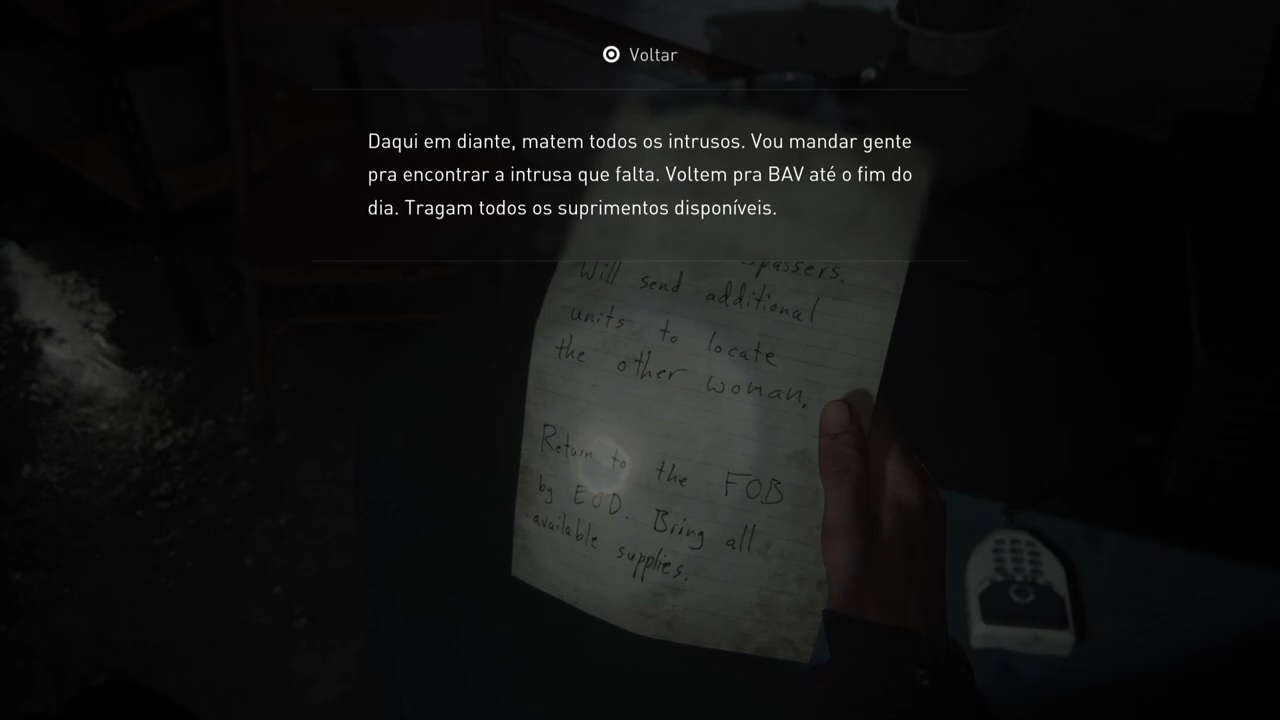 Voltar
Daqui em diante, matem todos os intrusos. Vou mandar gente
pra encontrar a intrusa que falta. Voltem pra BAV até o fim do
dia. Tragam todos os suprimentos disponíveis.
Will send additional
units to locate
the other woman.
Return to the FOB
by EOD. Bring all
available supplies.